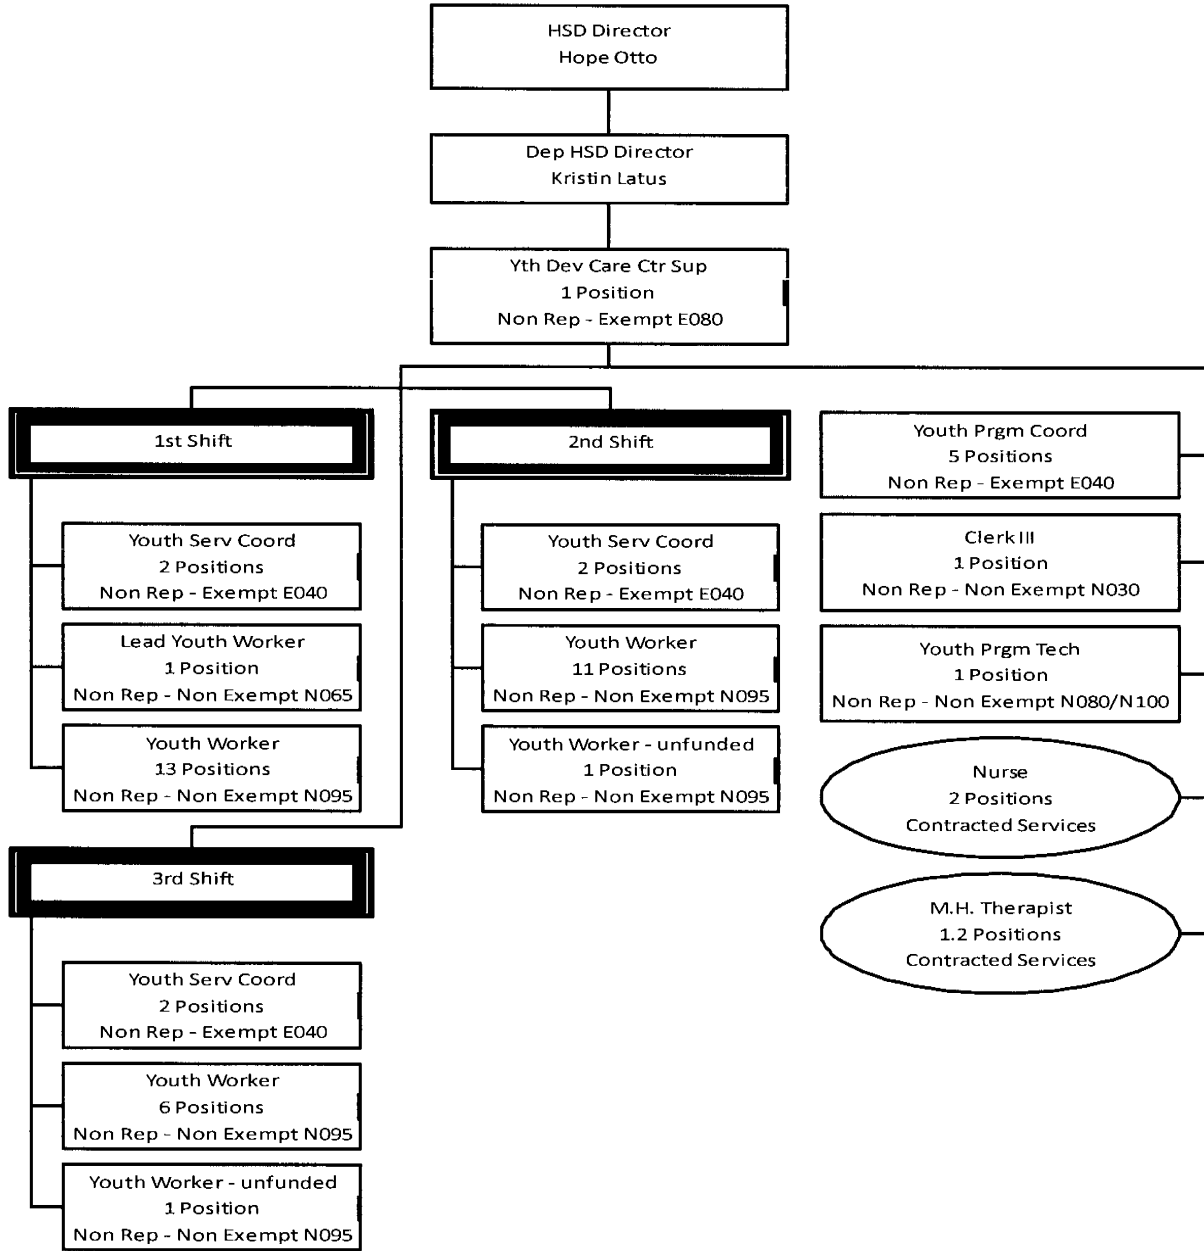 HSD Director
Hope Otto
Dep HSD Director
Kristin Latus
Yth Dev Care Ctr Sup
1 Position
Non Rep - Exempt E080
1st Shift
Youth Serv Coord
2 Positions
Non Rep - Exempt E040
Lead Youth Worker
1 Position
Non Rep - Non Exempt N065
Youth Worker
13 Positions
Non Rep - Non Exempt N095
2nd Shift
Youth Serv Coord
2 Positions
Non Rep - Exempt E040
Youth Worker
11 Positions
Non Rep - Non Exempt N095
Youth Worker - unfunded
1 Position
Non Rep - Non Exempt N095
Youth Prgm Coord
5 Positions
Non Rep - Exempt E040
Clerk III
1 Position
Non Rep - Non Exempt N030
Youth Prgm Tech
1 Position
Non Rep - Non Exempt N080/N100
Nurse
2 Positions
Contracted Services
M.H. Therapist
1.2 Positions
Contracted Services
3rd Shift
Youth Serv Coord
2 Positions
Non Rep - Exempt E040
Youth Worker
6 Positions
Non Rep - Non Exempt N095
Youth Worker - unfunded
1 Position
Non Rep - Non Exempt N095